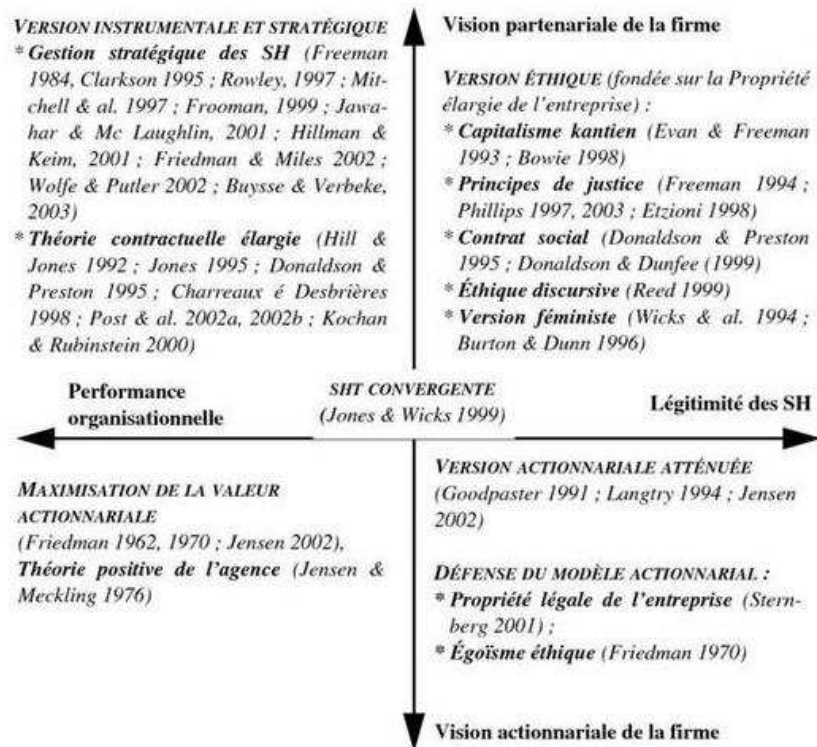 VERSION INSTRUMENTALE ET STRATÉGIQUE
* Gestion stratégique des SH (Freeman
1984, Clarkson 1995 ; Rowley, 1997 ; Mit-
chell & al. 1997 ; Frooman, 1999 ; Jawa-
har & Mc Laughlin, 2001 ; Hillman &
Keim, 2001 ; Friedman & Miles 2002 ;
Wolfe & Putler 2002 ; Buysse & Verbeke,
2003)
* Théorie contractuelle élargie (Hill &
Jones 1992 ; Jones 1995 ; Donaldson &
Preston 1995 ; Charreaux é Desbrières
1998 ; Post & al. 2002a, 2002b ; Kochan
& Rubinstein 2000)
Vision partenariale de la firme
VERSION ÉTHIQUE (fondée sur la Propriété
élargie de l'entreprise) :
* Capitalisme kantien (Evan & Freeman
1993 ; Bowie 1998)
* Principes de justice (Freeman 1994 ;
Phillips 1997, 2003 ; Etzioni 1998)
* Contrat social (Donaldson & Preston
1995 ; Donaldson & Dunfee (1999)
* Éthique discursive (Reed 1999)
* Version féministe (Wicks & al. 1994 ;
Burton & Dunn 1996)
Performance
organisationnelle
SHT CONVERGENTE
(Jones & Wicks 1999)
Légitimité des SH
MAXIMISATION DE LA VALEUR
ACTIONNARIALE
(Friedman 1962, 1970 ; Jensen 2002),
Théorie positive de l'agence (Jensen &
Meckling 1976)
VERSION ACTIONNARIALE ATTÉNUÉE
(Goodpaster 1991 ; Langtry 1994 ; Jensen
2002)
DÉFENSE DU MODÈLE ACTIONNARIAL :
* Propriété légale de l'entreprise (Stern-
berg 2001) ;
* Égoïsme éthique (Friedman 1970)
Vision actionnariale de la firme